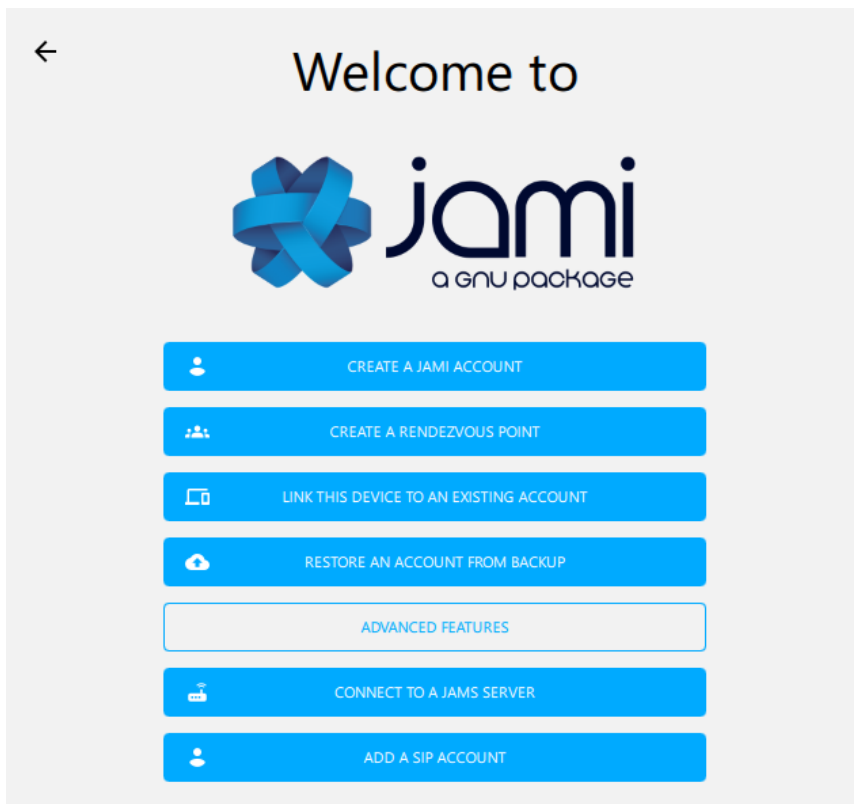 Welcome to
jami
a GNU package
CREATE A JAMI ACCOUNT
CREATE A RENDEZVOUS POINT
LINK THIS DEVICE TO AN EXISTING ACCOUNT
RESTORE AN ACCOUNT FROM BACKUP
ADVANCED FEATURES
CONNECT TO A JAMS SERVER
ADD A SIP ACCOUNT